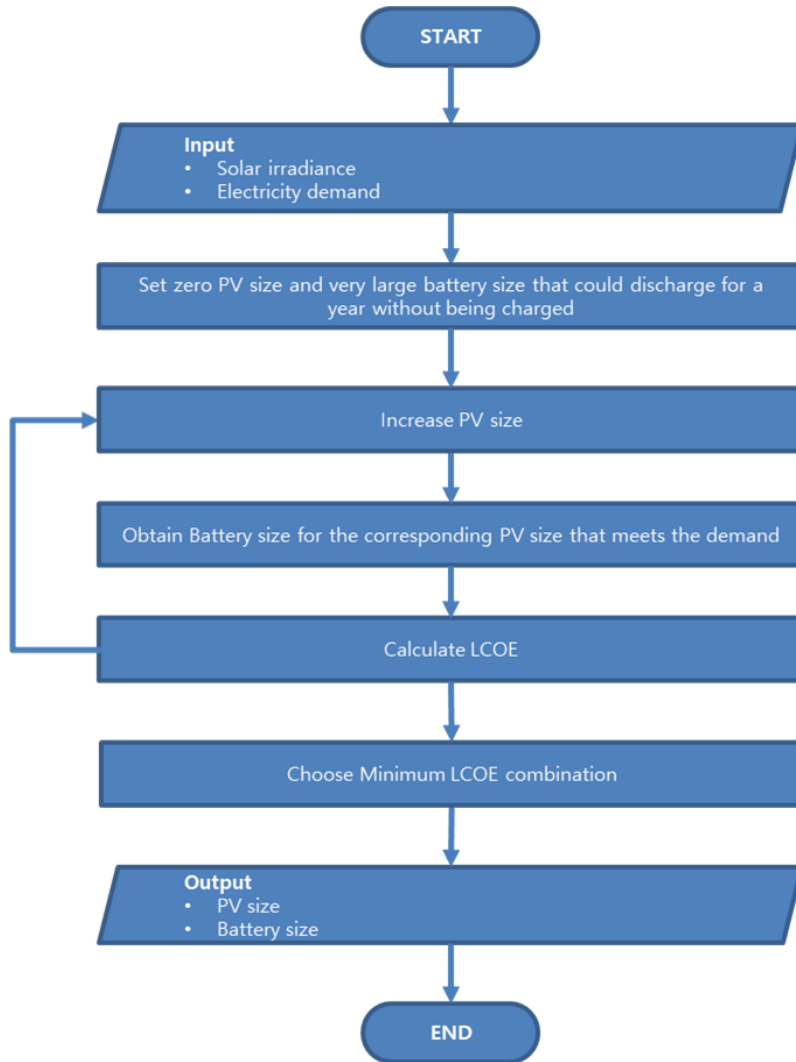 START
Input
• Solar irradiance
• Electricity demand
Set zero PV size and very large battery size that could discharge for a
year without being charged
Increase PV size
Obtain Battery size for the corresponding PV size that meets the demand
Calculate LCOE
Choose Minimum LCOE combination
Output
• PV size
• Battery size
END